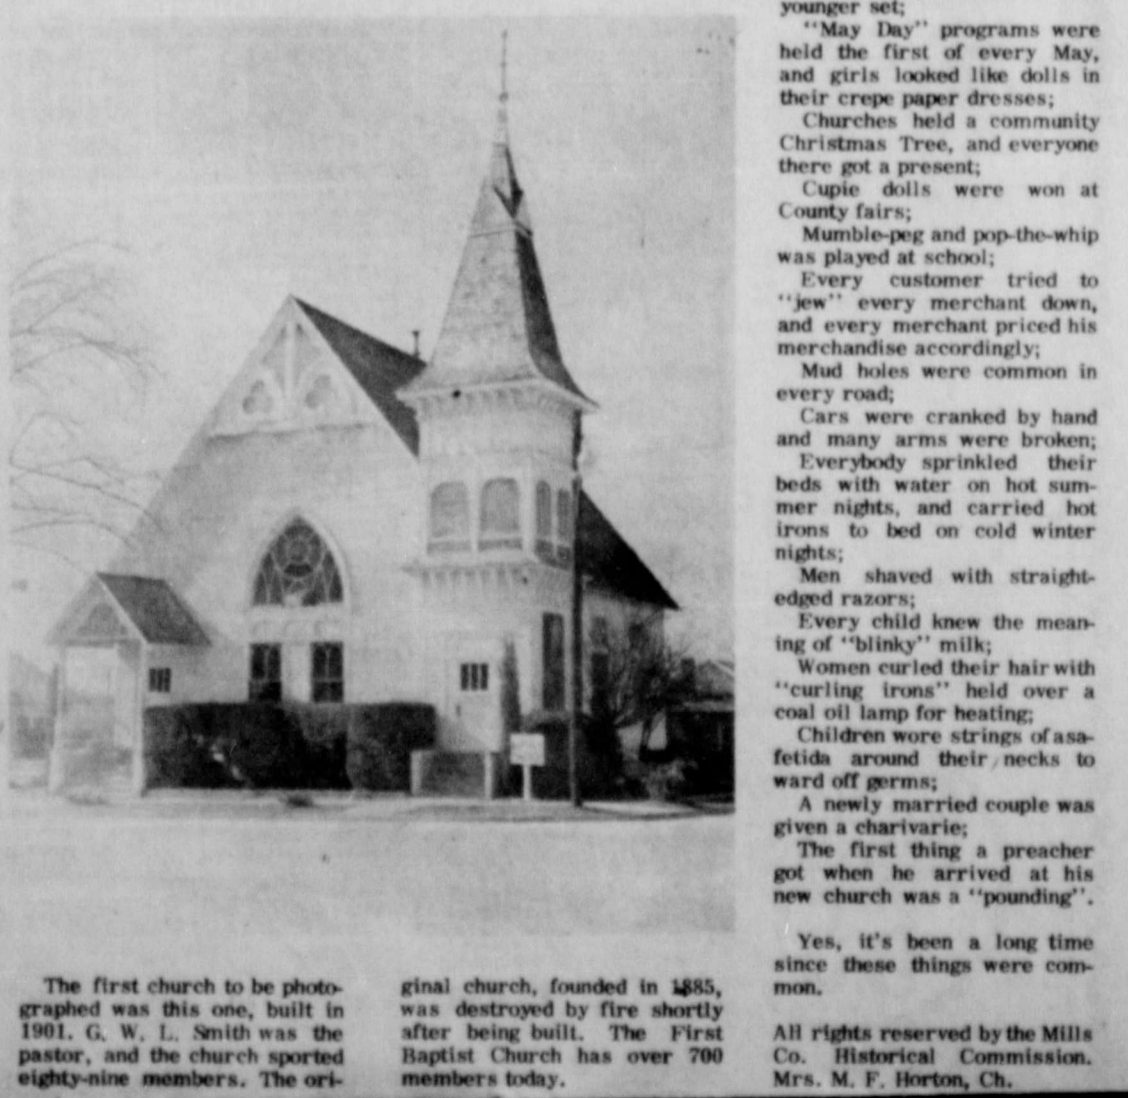 The first church to be photo-
graphed was this one, built in
1901. G. W. L. Smith was the
pastor, and the church sported
eighty-nine members. The ori-
ginal church, founded in 1885,
was destroyed by fire shortly
after being built. The First
Baptist Church has over 700
members today.
younger set;
"May Day" programs were
held the first of every May,
and girls looked like dolls in
their crepe paper dresses;
Churches held a community
Christmas Tree, and everyone
there got a present;
Cupie dolls were won at
County fairs;
Mumble-peg and pop-the-whip
was played at school;
Every customer tried to
"jew" every merchant down,
and every merchant priced his
merchandise accordingly;
Mud holes were common in
every road;
Cars were cranked by hand
and many arms were broken;
Everybody sprinkled their
beds with water on hot sum-
mer nights, and carried hot
irons to bed on cold winter
nights;
Men shaved with straight-
edged razors;
Every child knew the mean-
ing of "blinky" milk;
Women curled their hair with
"curling irons" held over a
coal oil lamp for heating;
Children wore strings of asa-
fetida around their necks to
ward off germs;
A newly married couple was
given a charivarie;
The first thing a preacher
got when he arrived at his
new church was a "pounding".
Yes, it's been a long time
since these things were com-
mon.
All rights reserved by the Mills
Co. Historical Commission.
Mrs. M. F. Horton, Ch.